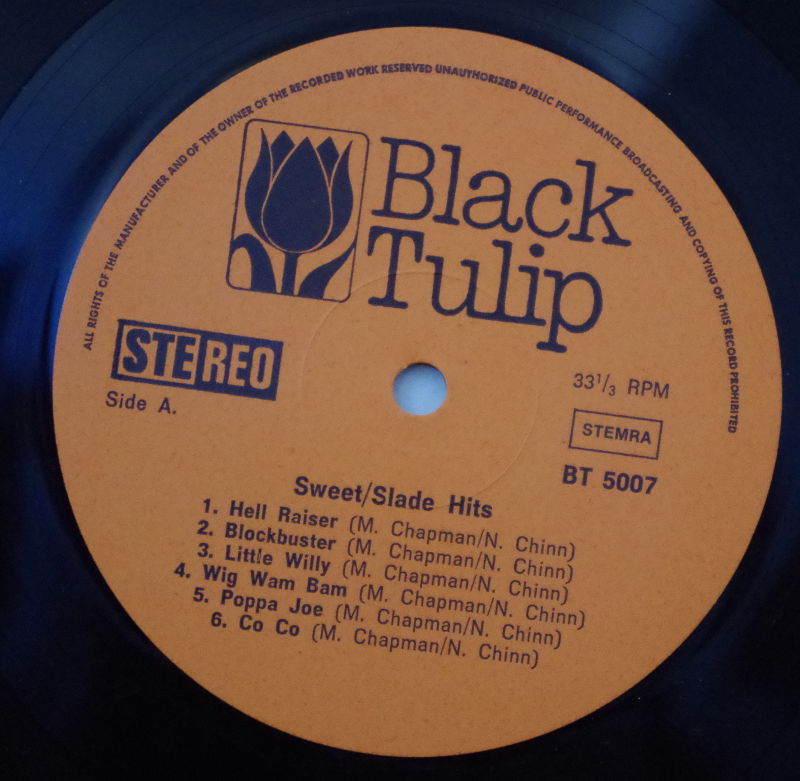 ALL RIGHTS OF THE MANUFACTURER AND OF THE OWNER OF THE RECORDED WORK RESERVED UNAUTHORIZED PUBLIC PERFORMANCE BROADCASTING AND COPYING OF THIS RECORD PROHIBITED
Black
Tulip
STEREO
Side A.
33 1/3 RPM
STEMRA
BT 5007
Sweet/Slade Hits
1. Hell Raiser (M. Chapman/N. Chinn)
2. Blockbuster (M. Chapman/N. Chinn)
3. Little Willy (M. Chapman/N. Chinn)
4. Wig Wam Bam (M. Chapman/N. Chinn)
5. Poppa Joe (M. Chapman/N. Chinn)
6. Co Co (M. Chapman/N. Chinn)